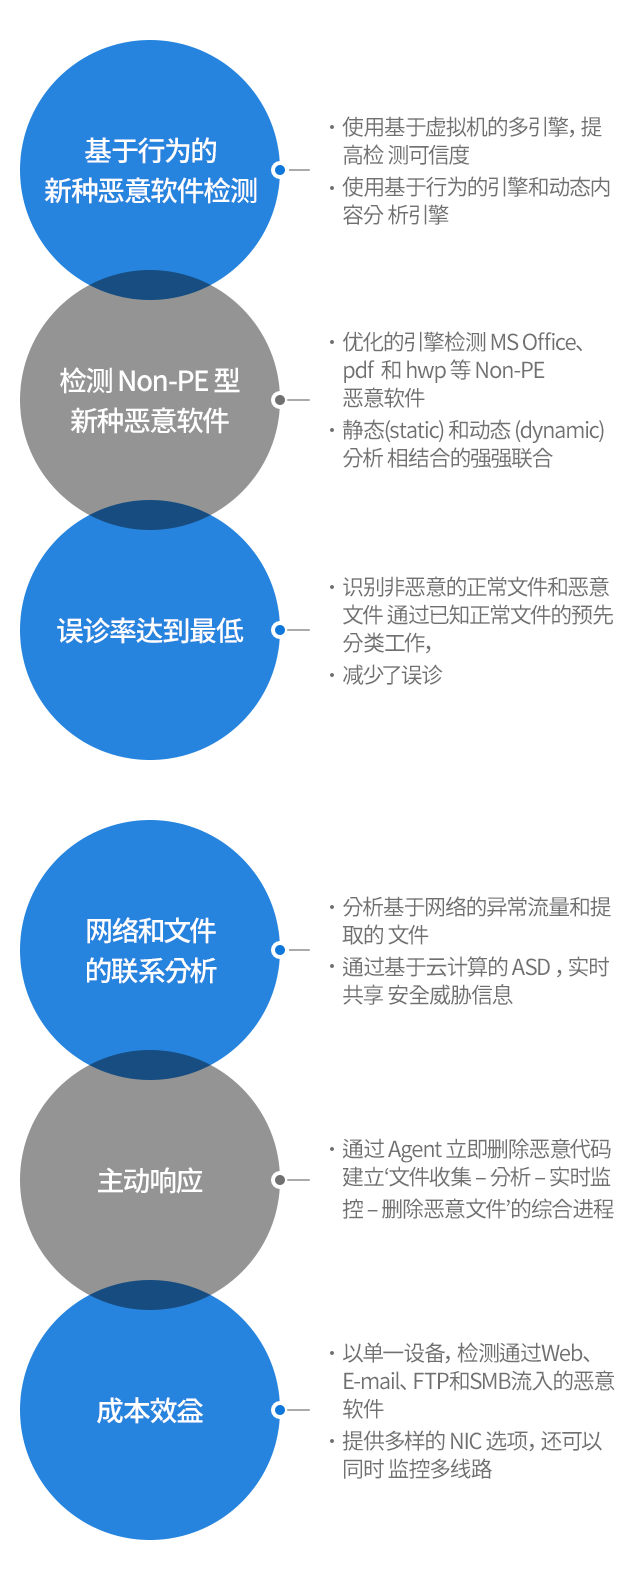 基于行为的
新种恶意软件检测
· 使用基于虚拟机的多引擎, 提
高检 测可信度
· 使用基于行为的引擎和动态内
容分 析引擎
检测 Non-PE 型
新种恶意软件
· 优化的引擎检测 MS Office、
pdf 和 hwp 等 Non-PE
恶意软件
· 静态(static) 和动态 (dynamic)
分析 相结合的强强联合
误诊率达到最低
· 识别非恶意的正常文件和恶意
文件 通过已知正常文件的预先
分类工作,
· 减少了误诊
网络和文件
的联系分析
· 分析基于网络的异常流量和提
取的 文件
· 通过基于云计算的 ASD , 实时
共享 安全威胁信息
主动响应
· 通过 Agent 立即删除恶意代码
建立‘文件收集 – 分析 – 实时监
控 – 删除恶意文件’的综合进程
成本效益
· 以单一设备, 检测通过Web、
E-mail、FTP和SMB流入的恶意
软件
· 提供多样的 NIC 选项, 还可以
同时 监控多线路